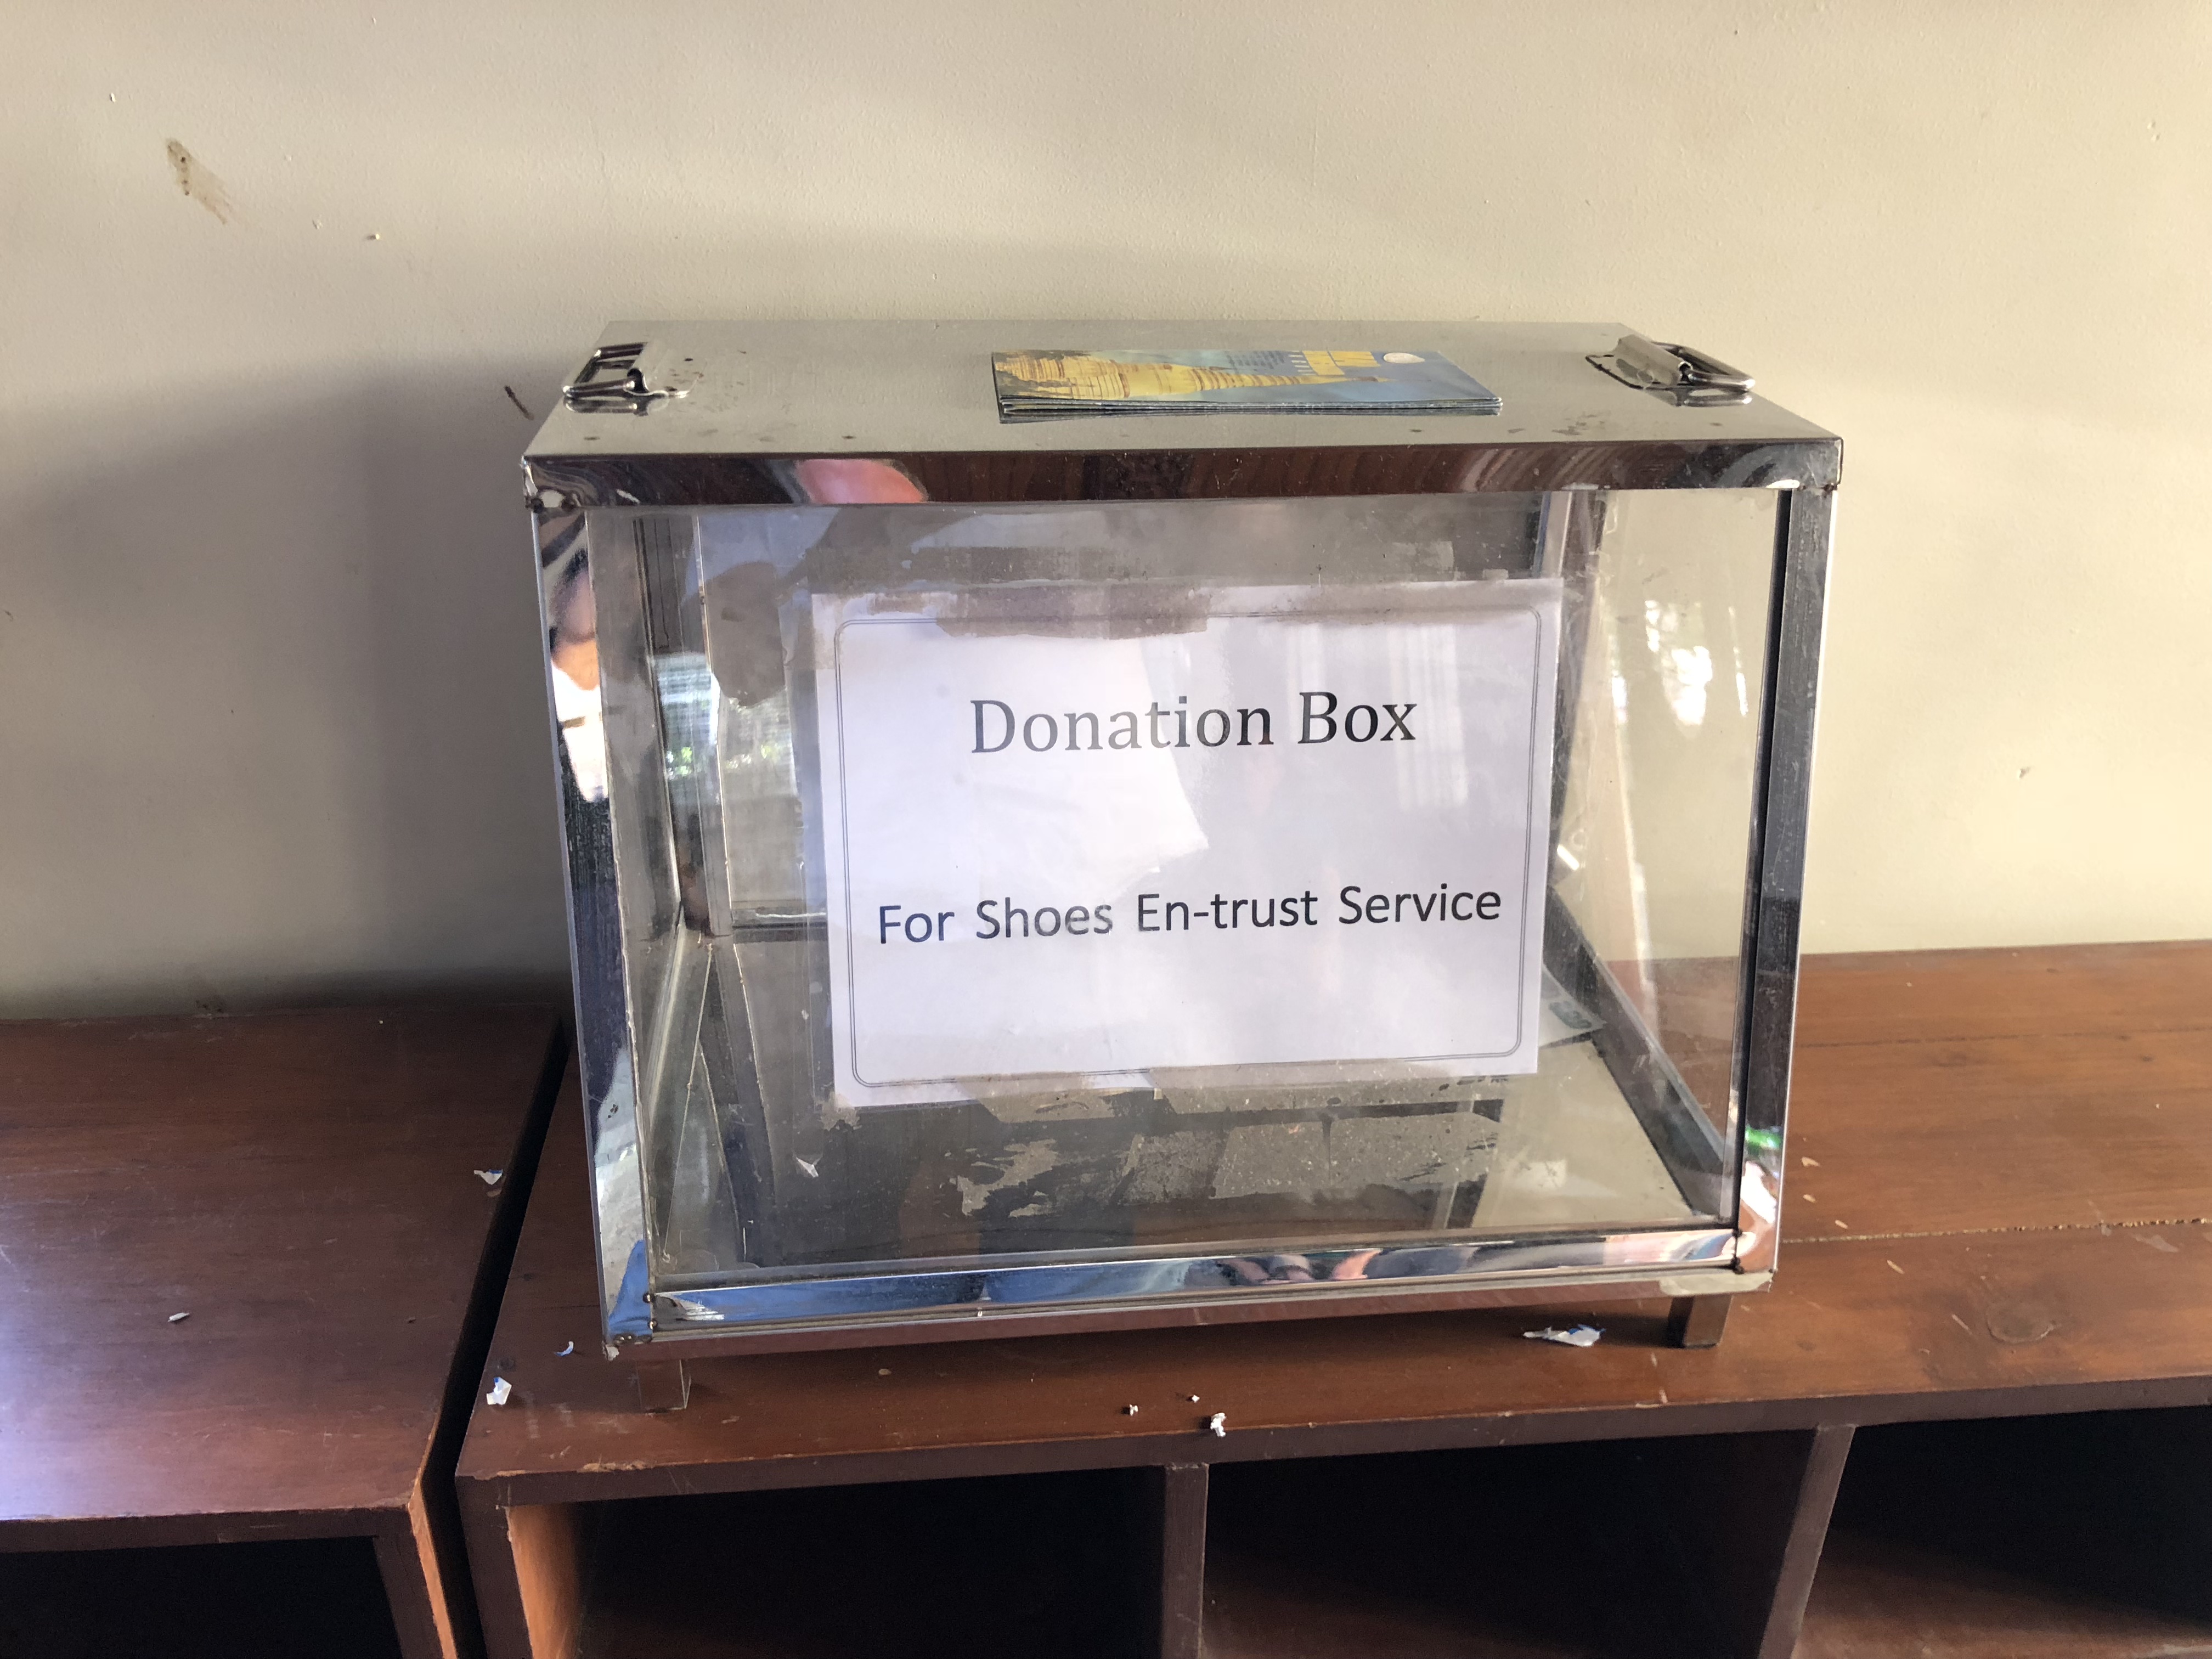 Donation Box
For Shoes En-trust Service